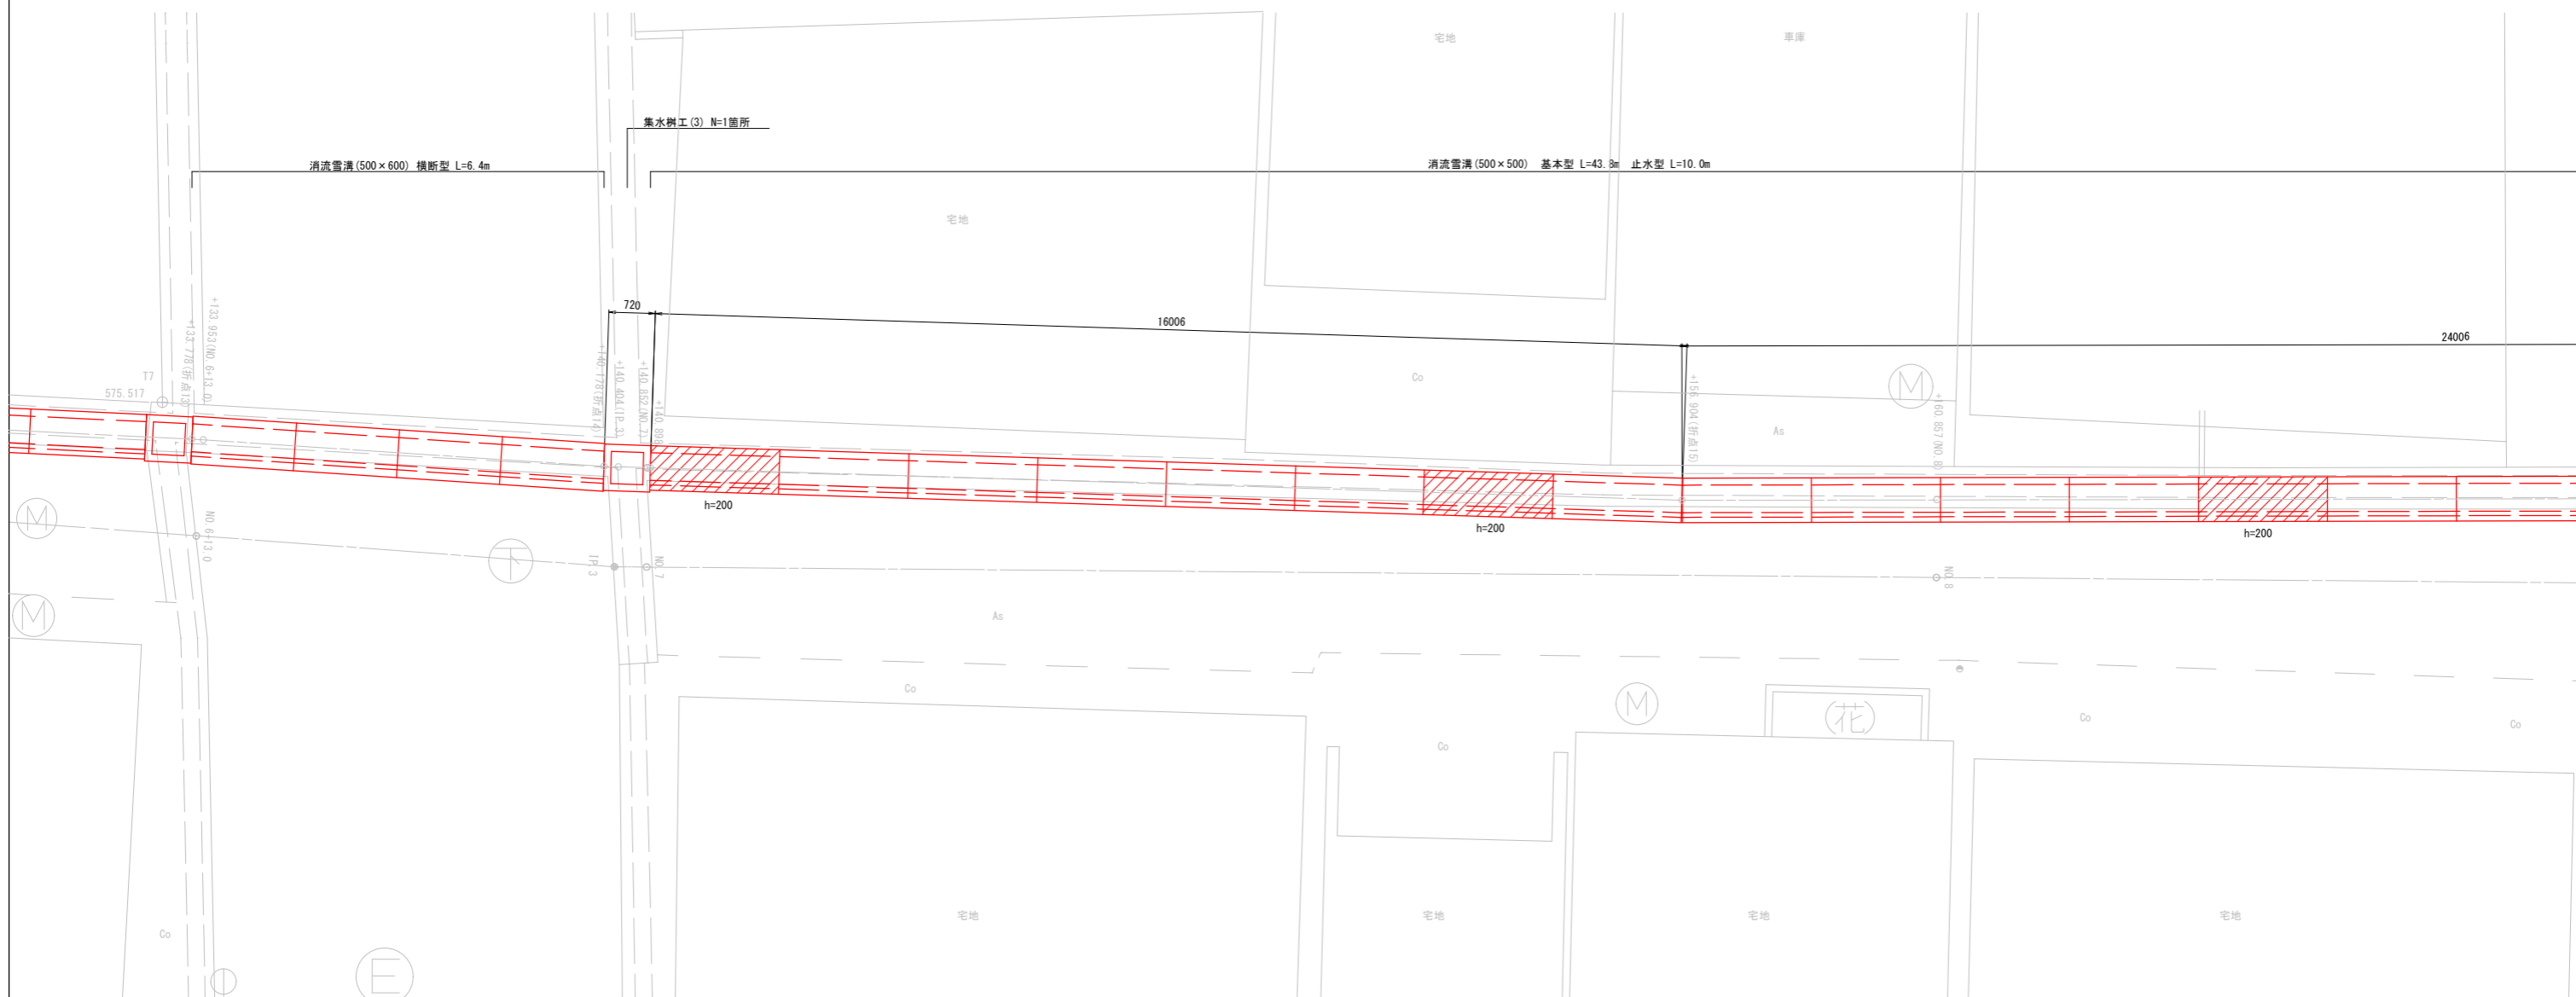 宅地
車庫
集水桝工(3) N=1箇所
消流雪溝(500×600) 横断型 L=6.4m
消流雪溝(500×500) 基本型 L=43.8m 止水型 L=10.0m
宅地
720
16006
24006
+133.953(NO.6+13.0)
+133.778(折点13)
+140.178(折点14)
+140.404(IP.3)
+140.852(NO.7)
+140.898
+156.904(折点15)
+160.857(NO.8)
T7
575.517
Co
M
As
h=200
h=200
h=200
M
NO.6+13.0
下
IP.3
NO.7
NO.8
M
As
Co
M
花
Co
Co
Co
宅地
宅地
宅地
宅地
Co
E